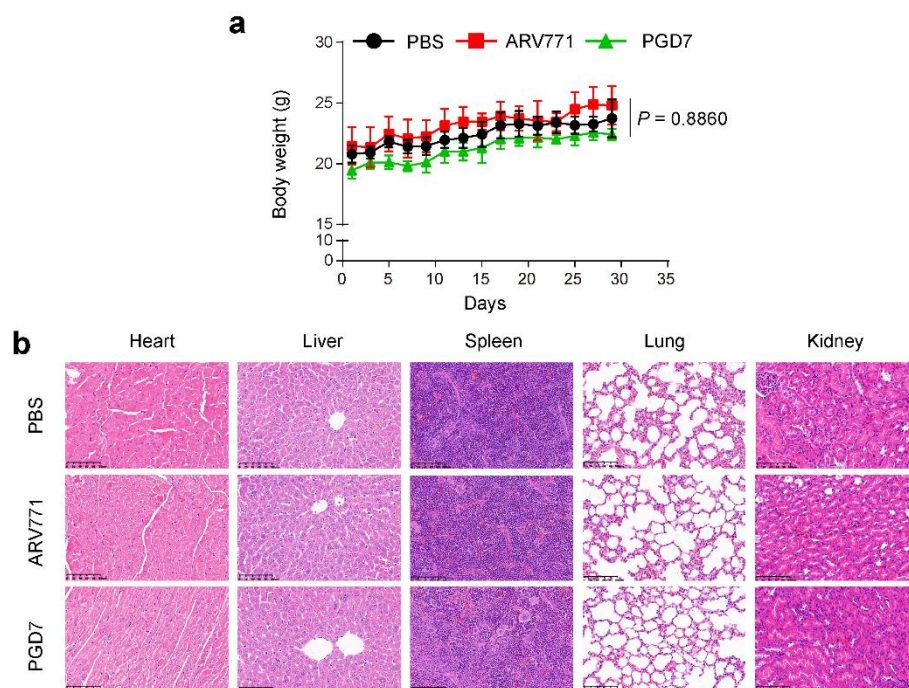 a
PBS ARV771 PGD7
30
25
20
15
10
0
Body weight (g)
P = 0.8860
0 5 10 15 20 25 30 35
Days
b
Heart Liver Spleen Lung Kidney
PBS
ARV771
PGD7